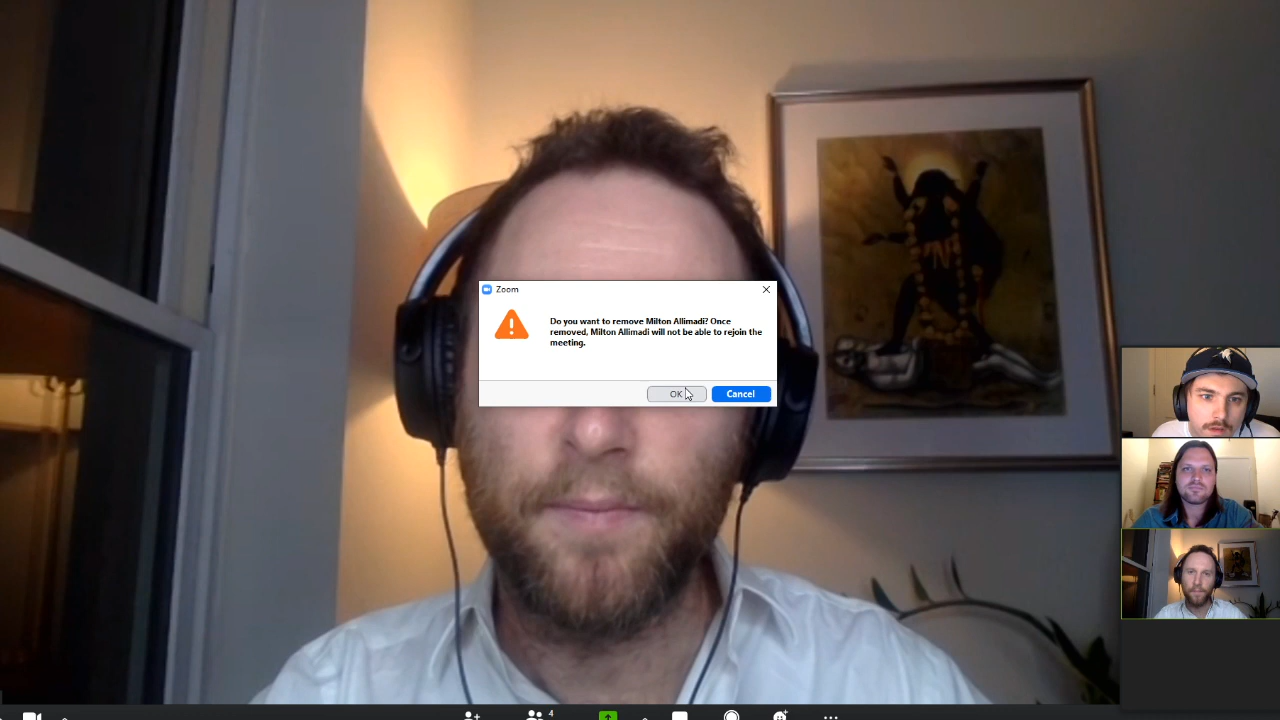 Zoom
Do you want to remove Milton Allimadi? Once
removed, Milton Allimadi will not be able to rejoin the
meeting.
OK
Cancel
4